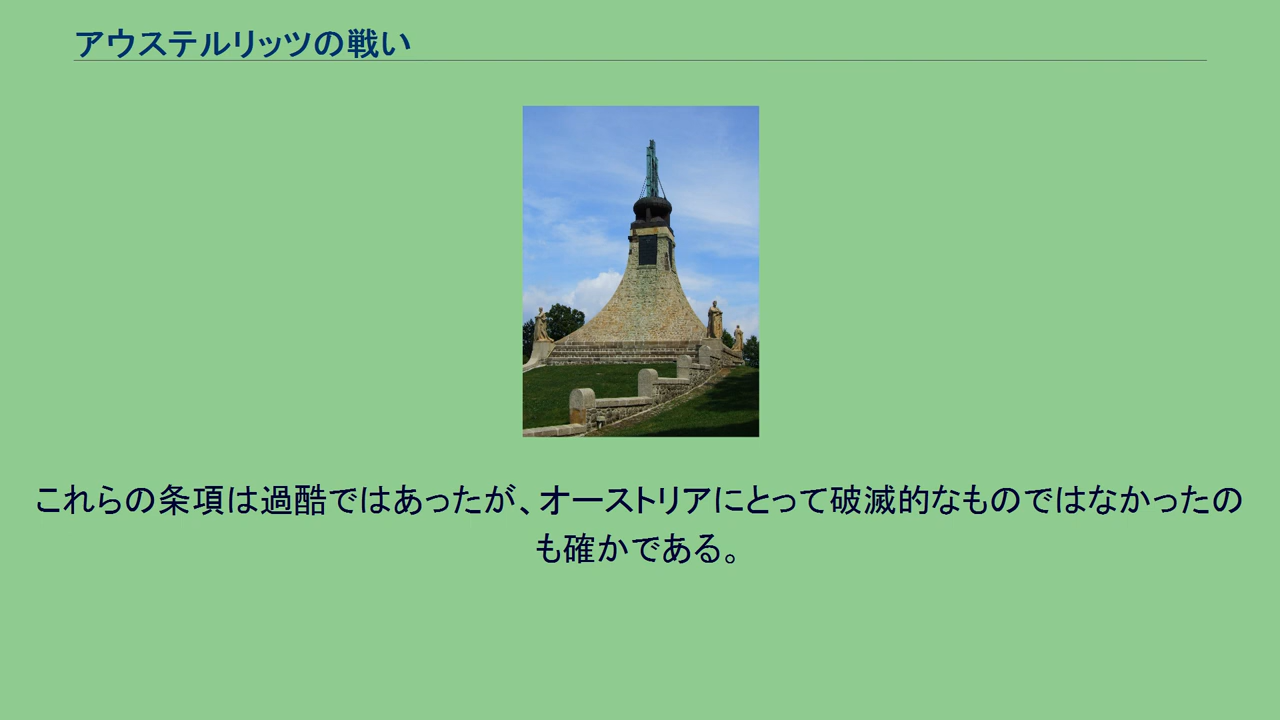 アウステルリッツの戦い
これらの条項は過酷ではあったが、オーストリアにとって破滅的なものではなかったの
も確かである。